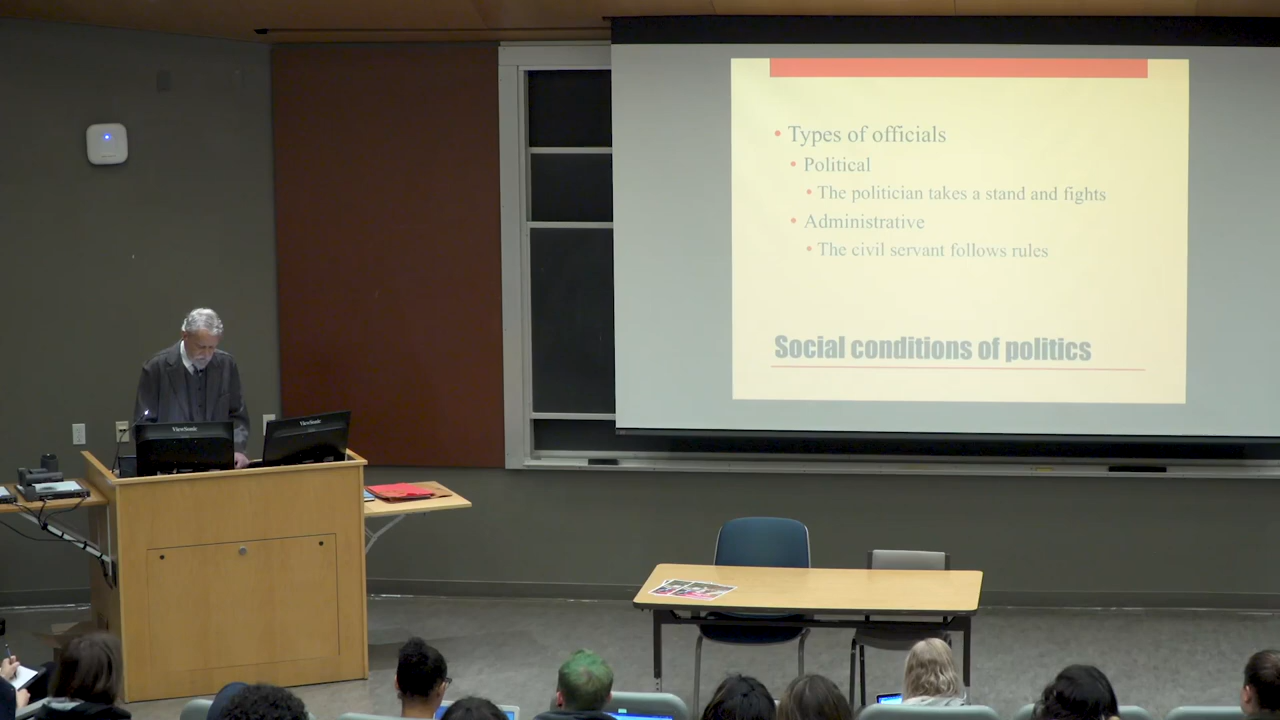 • Types of officials
• Political
• The politician takes a stand and fights
• Administrative
• The civil servant follows rules
Social conditions of politics
ViewSonic
ViewSonic